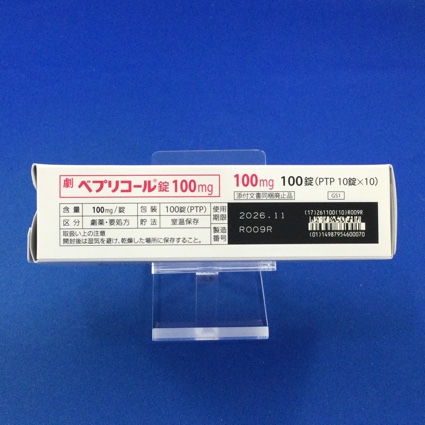 劇 ベプリコール®錠100mg
100mg 100錠(PTP 10錠×10)
添付文書同梱廃止品
GS1
含量 100mg/錠 包装 100錠(PTP)
区分 劇薬・要処方 貯法 室温保存
取扱い上の注意
開封後は湿気を避け、乾燥した場所に保存すること。
使用期限 2026.11
製造番号 R009R
(17)261100(10)R009R
(01)14987954600070